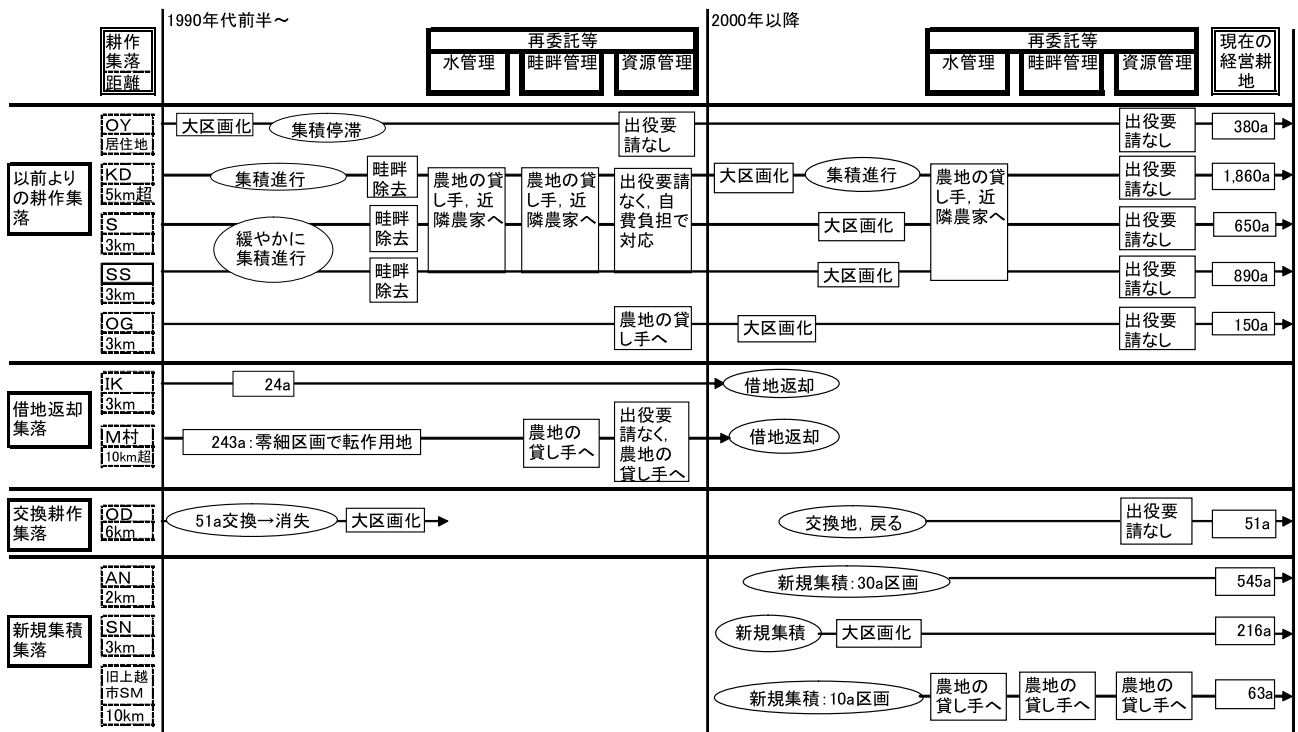 1990年代前半～
2000年以降
耕作
集落
距離
再委託等
水管理
畦畔管理
資源管理
再委託等
水管理
畦畔管理
資源管理
現在の
経営耕
地
以前より
の耕作集
落
OY
居住地
大区画化
集積停滞
出役要
請なし
出役要
請なし
380a
KD
5km超
集積進行
畦畔
除去
農地の貸
し手，近
隣農家へ
農地の貸
し手，近
隣農家へ
出役要請
なく，自
費負担で
対応
大区画化
集積進行
農地の貸
し手，近
隣農家へ
出役要
請なし
1,860a
S
3km
緩やかに
集積進行
畦畔
除去
大区画化
出役要
請なし
650a
SS
3km
畦畔
除去
大区画化
出役要
請なし
890a
OG
3km
農地の貸
し手へ
大区画化
出役要
請なし
150a
借地返却
集落
IK
3km
24a
借地返却
M村
10km超
243a：零細区画で転作用地
農地の
貸し手へ
出役要
請なく，
農地の
貸し手へ
借地返却
交換耕作
集落
OD
6km
51a交換→消失
大区画化
交換地，戻る
出役要
請なし
51a
新規集積
集落
AN
2km
新規集積：30a区画
545a
SN
3km
新規集積
大区画化
216a
旧上越
市SM
10km
新規集積：10a区画
農地の
貸し手へ
農地の
貸し手へ
農地の
貸し手へ
63a